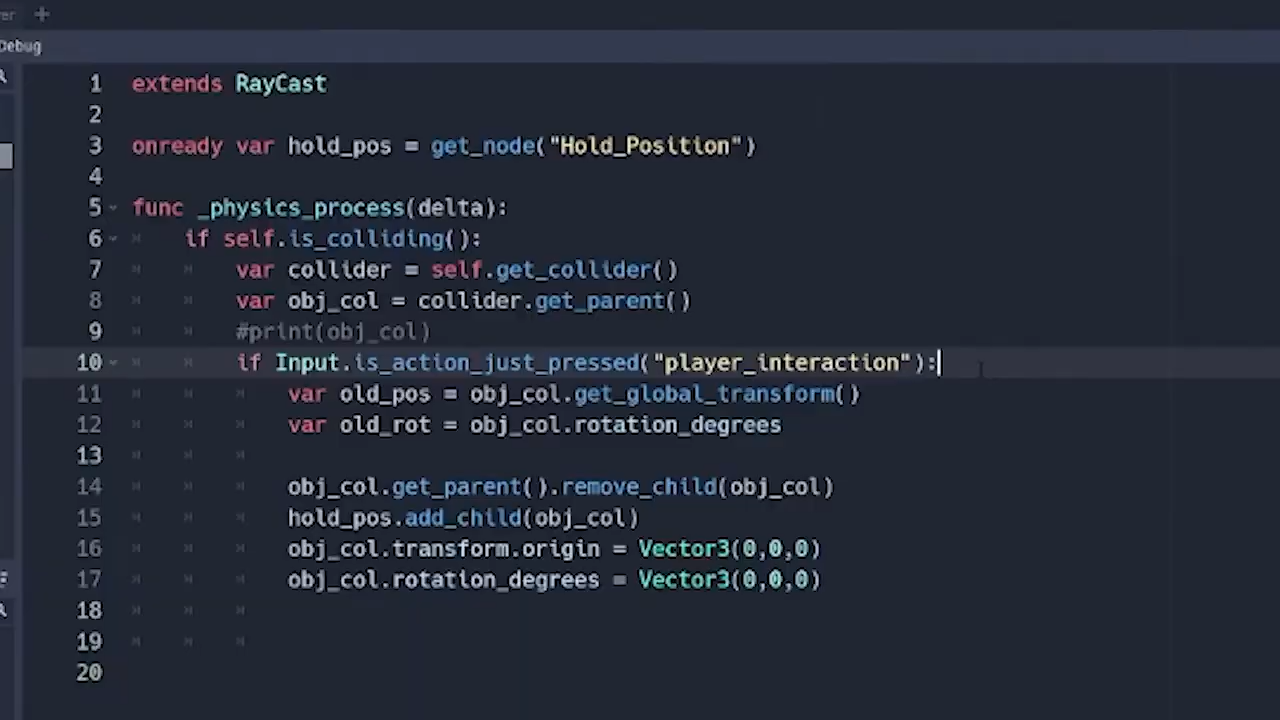 Debug
1 extends RayCast
2
3 onready var hold_pos = get_node("Hold_Position")
4
5 func _physics_process(delta):
6 if self.is_colliding():
7 var collider = self.get_collider()
8 var obj_col = collider.get_parent()
9 #print(obj_col)
10 if Input.is_action_just_pressed("player_interaction"):
11 var old_pos = obj_col.get_global_transform()
12 var old_rot = obj_col.rotation_degrees
13
14 obj_col.get_parent().remove_child(obj_col)
15 hold_pos.add_child(obj_col)
16 obj_col.transform.origin = Vector3(0,0,0)
17 obj_col.rotation_degrees = Vector3(0,0,0)
18
19
20